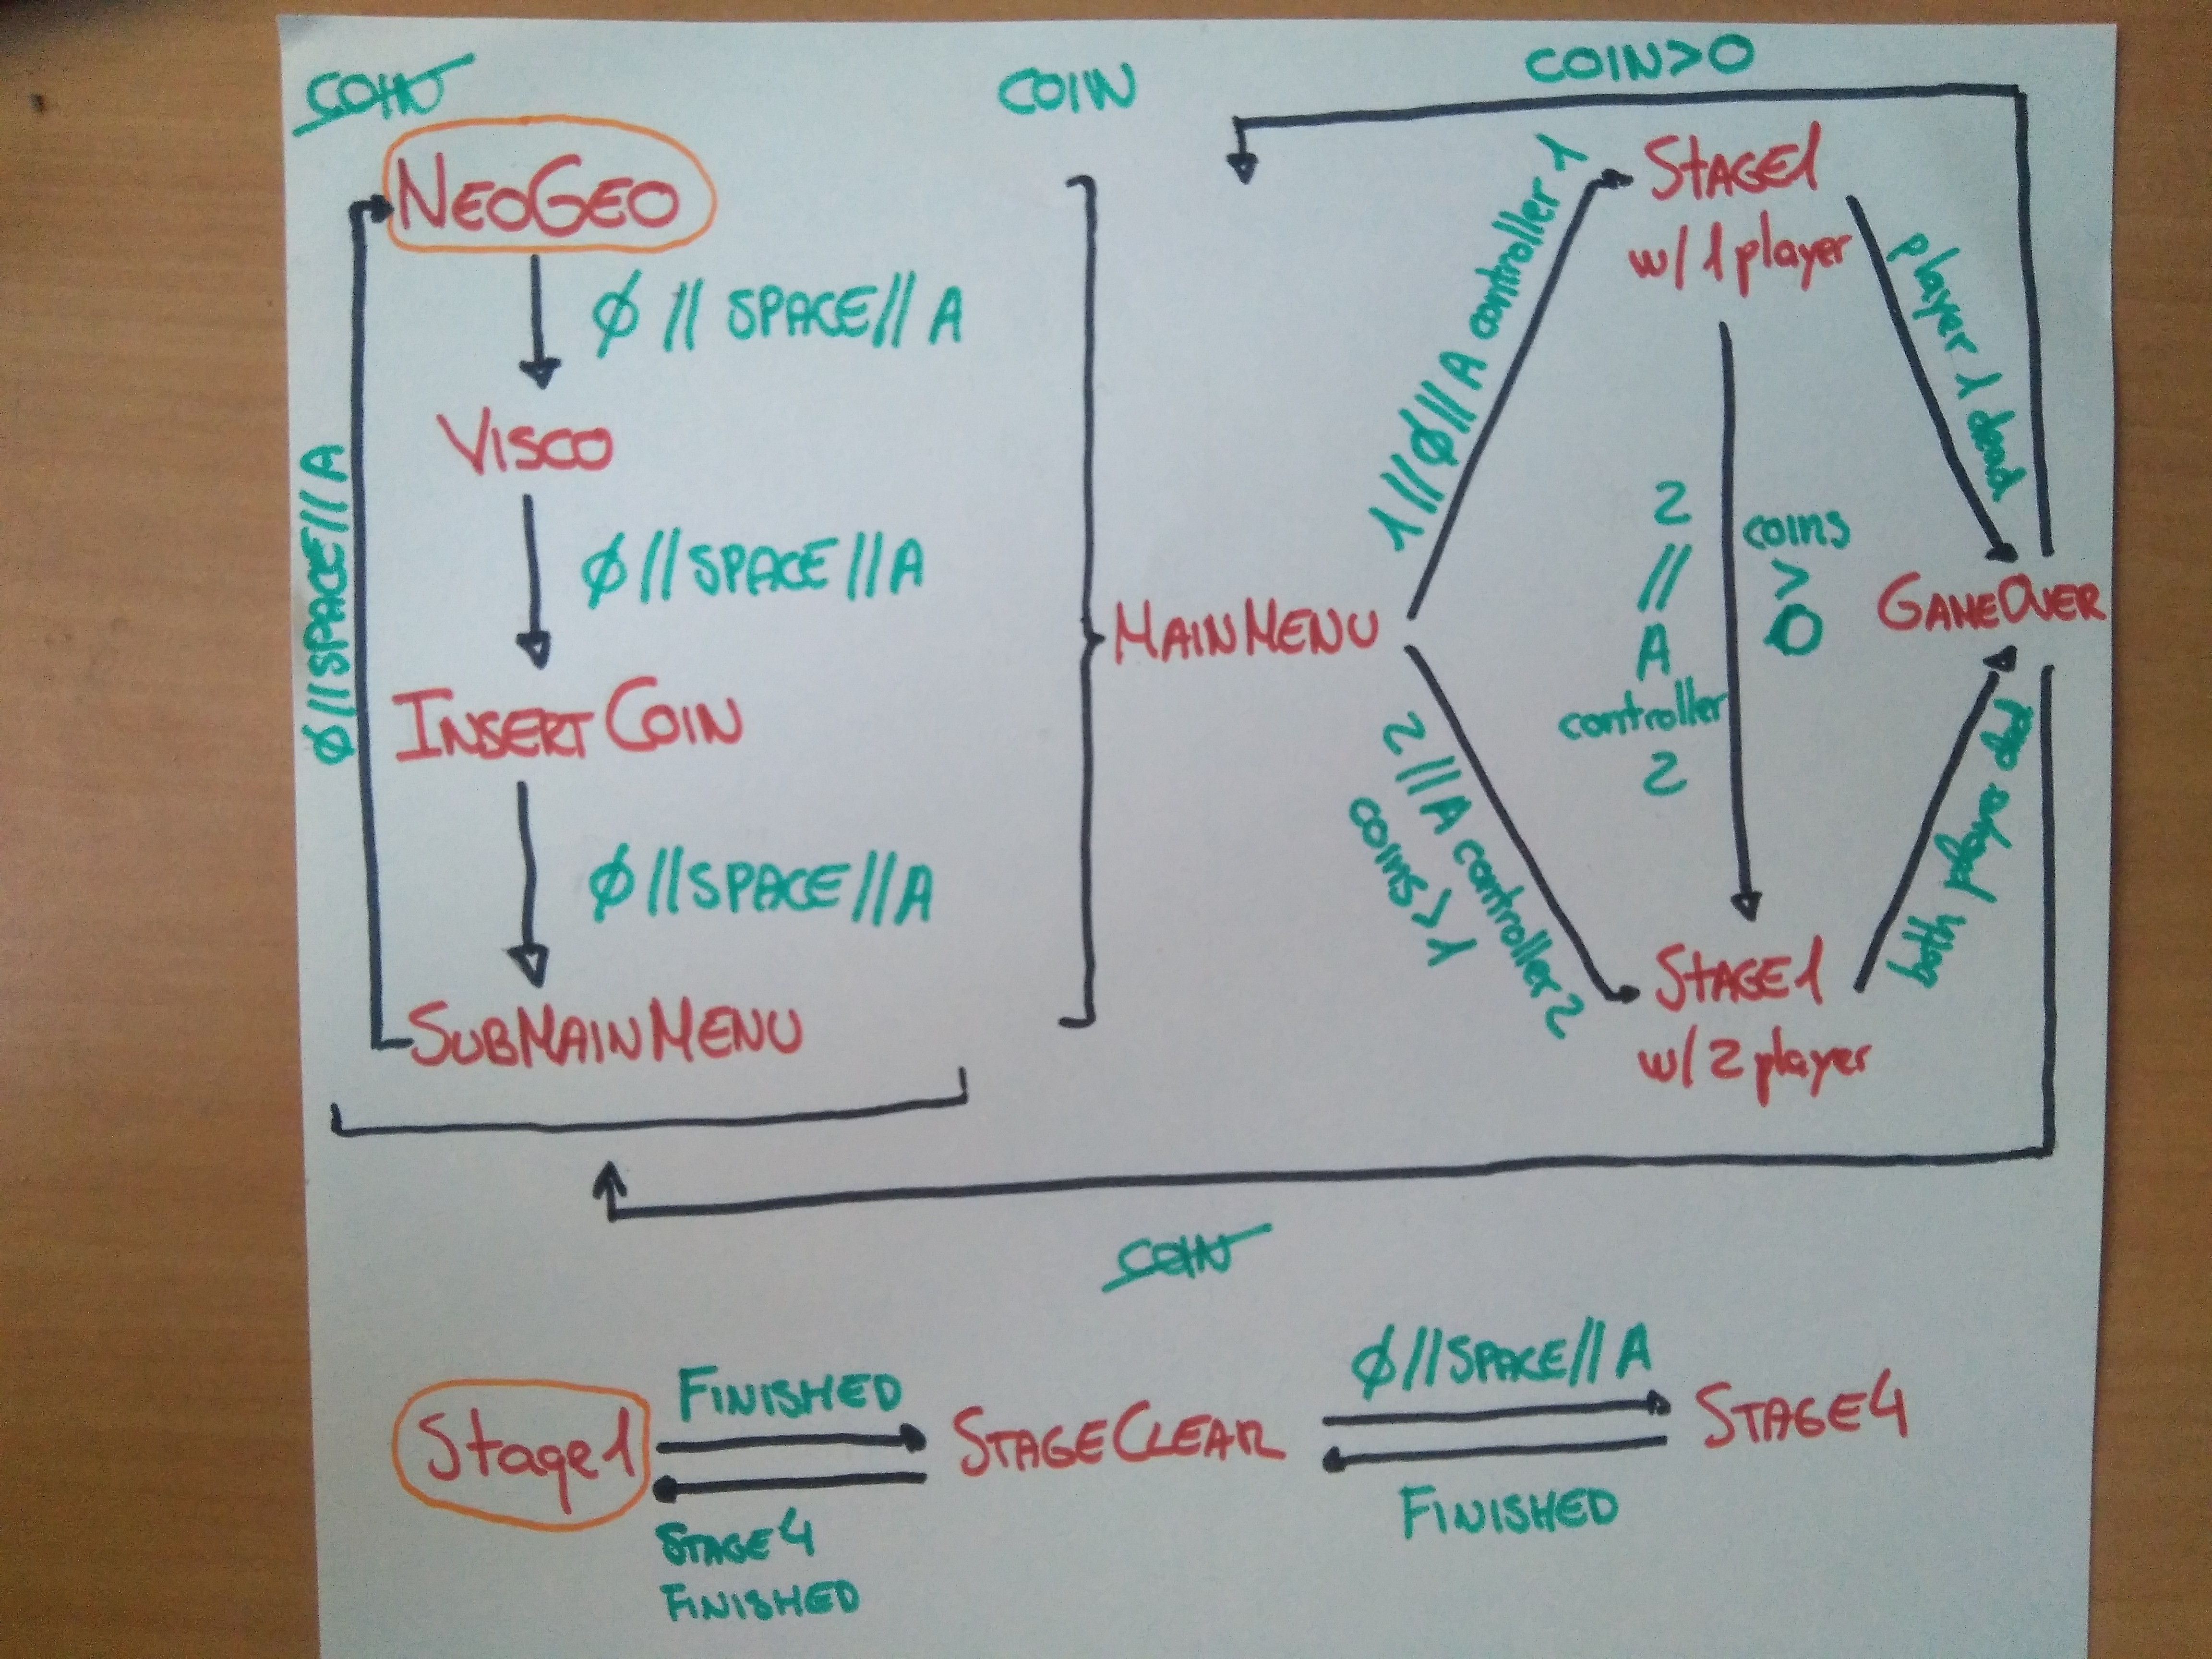 COIN
COIN
COIN>0
NEOGEO
Ø // SPACE // A
VISCO
Ø // SPACE // A
INSERT COIN
Ø // SPACE // A
SUBMAINMENU
Ø // SPACE // A
MAINMENU
1 // Ø // A controller 1
STAGE1
w/ 1 player
player 1 dead
2
//
A
controller
2
coins
>
0
GAMEOVER
2 // A controller 2
coins > 1
STAGE1
w/ 2 player
both players dead
COIN
Stage1
FINISHED
STAGE4
FINISHED
STAGECLEAR
Ø // SPACE // A
FINISHED
STAGE4